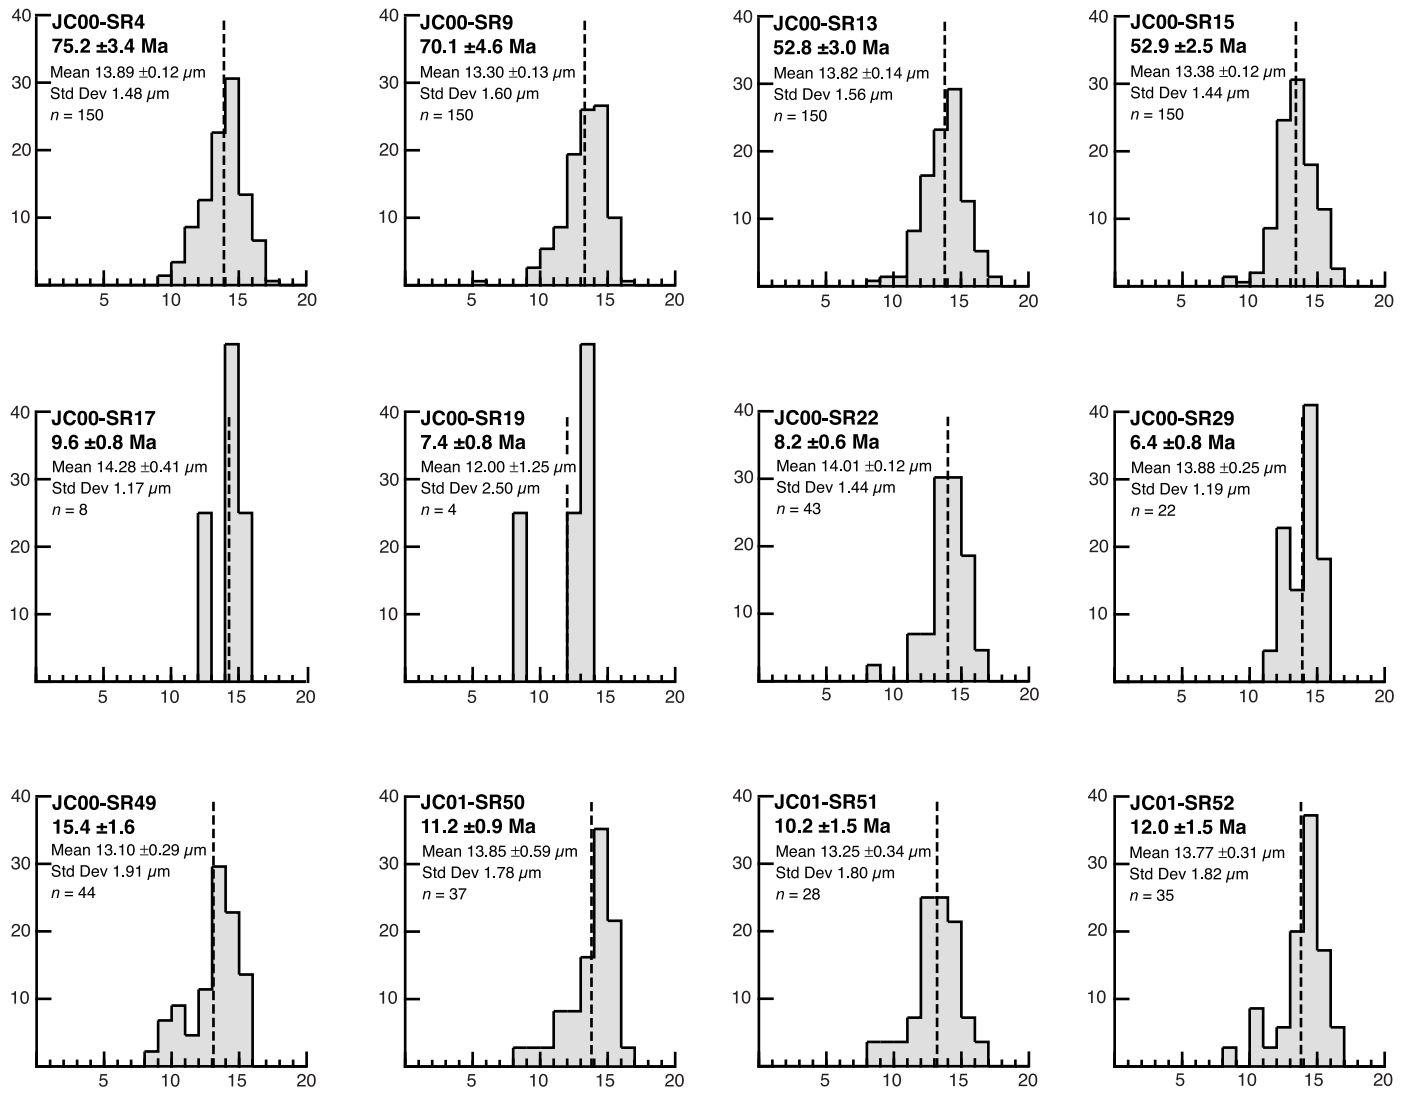 JC00-SR4
75.2 ±3.4 Ma
Mean 13.89 ±0.12 µm
Std Dev 1.48 µm
n = 150
40
30
20
10
5
10
15
20
JC00-SR9
70.1 ±4.6 Ma
Mean 13.30 ±0.13 µm
Std Dev 1.60 µm
n = 150
40
30
20
10
5
10
15
20
JC00-SR13
52.8 ±3.0 Ma
Mean 13.82 ±0.14 µm
Std Dev 1.56 µm
n = 150
40
30
20
10
5
10
15
20
JC00-SR15
52.9 ±2.5 Ma
Mean 13.38 ±0.12 µm
Std Dev 1.44 µm
n = 150
40
30
20
10
5
10
15
20
JC00-SR17
9.6 ±0.8 Ma
Mean 14.28 ±0.41 µm
Std Dev 1.17 µm
n = 8
40
30
20
10
5
10
15
20
JC00-SR19
7.4 ±0.8 Ma
Mean 12.00 ±1.25 µm
Std Dev 2.50 µm
n = 4
40
30
20
10
5
10
15
20
JC00-SR22
8.2 ±0.6 Ma
Mean 14.01 ±0.12 µm
Std Dev 1.44 µm
n = 43
40
30
20
10
5
10
15
20
JC00-SR29
6.4 ±0.8 Ma
Mean 13.88 ±0.25 µm
Std Dev 1.19 µm
n = 22
40
30
20
10
5
10
15
20
JC00-SR49
15.4 ±1.6
Mean 13.10 ±0.29 µm
Std Dev 1.91 µm
n = 44
40
30
20
10
5
10
15
20
JC01-SR50
11.2 ±0.9 Ma
Mean 13.85 ±0.59 µm
Std Dev 1.78 µm
n = 37
40
30
20
10
5
10
15
20
JC01-SR51
10.2 ±1.5 Ma
Mean 13.25 ±0.34 µm
Std Dev 1.80 µm
n = 28
40
30
20
10
5
10
15
20
JC01-SR52
12.0 ±1.5 Ma
Mean 13.77 ±0.31 µm
Std Dev 1.82 µm
n = 35
40
30
20
10
5
10
15
20